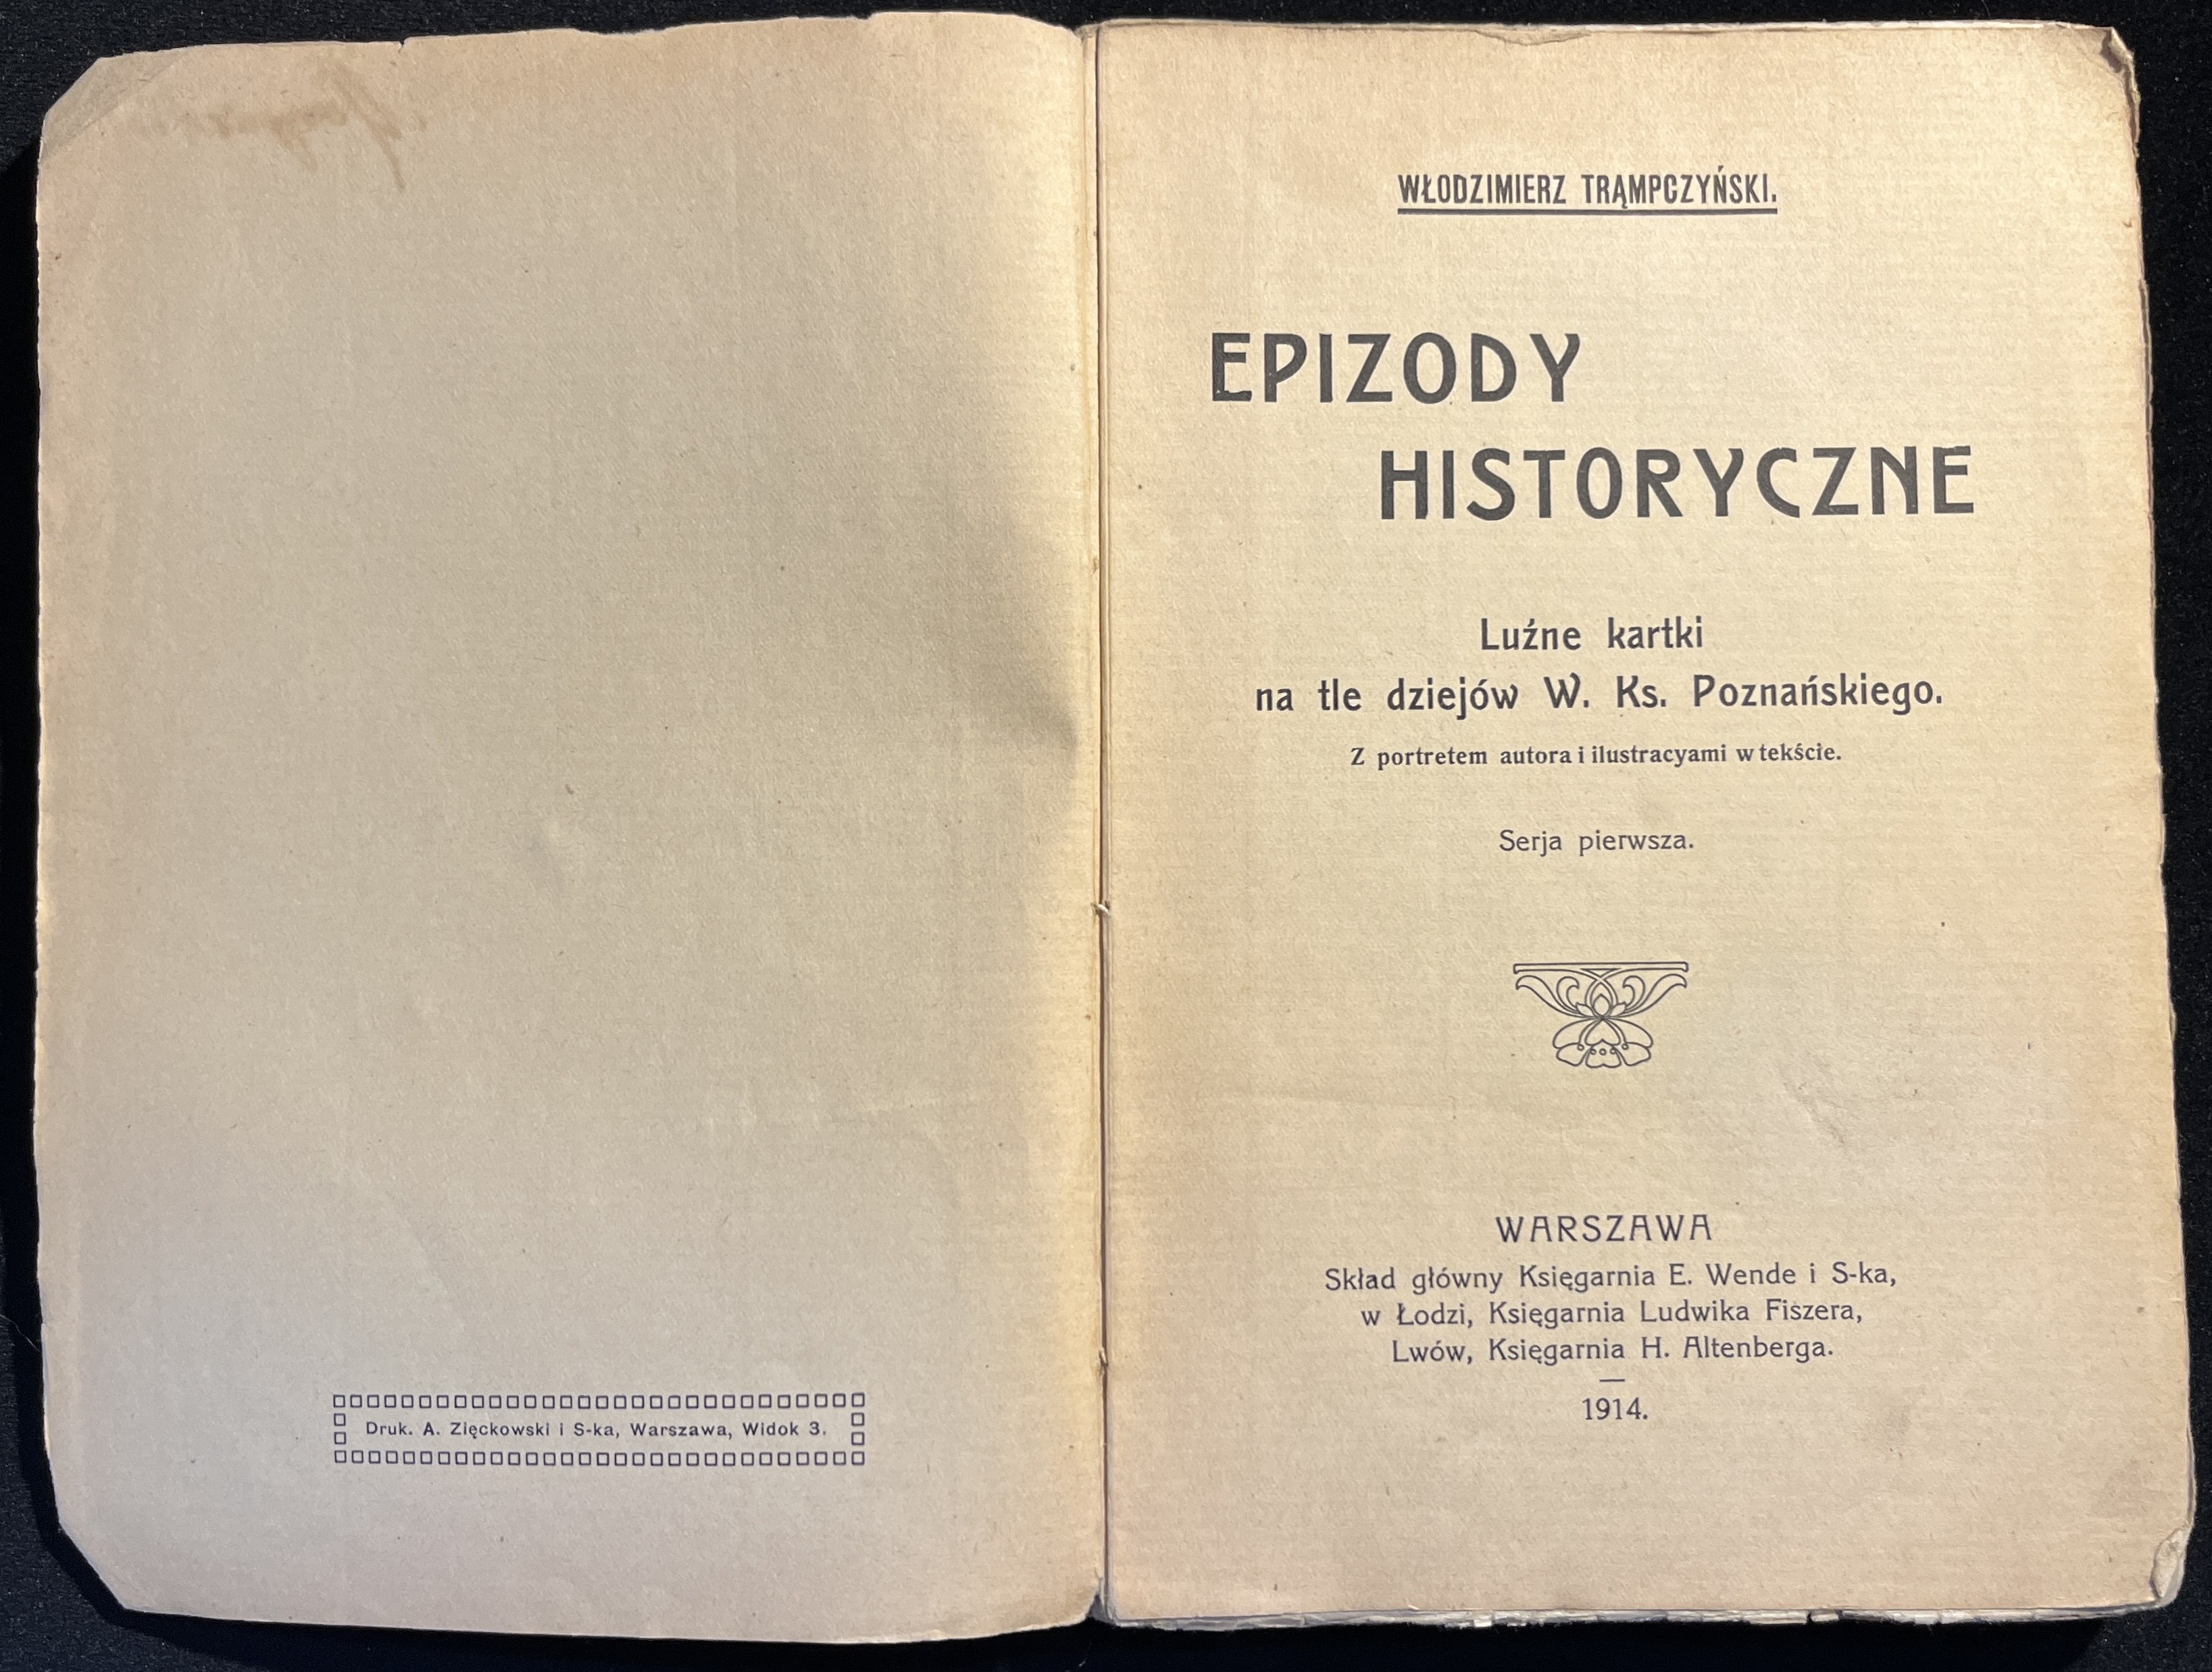 Druk. A. Zięckowski i S-ka, Warszawa, Widok 3.
WŁODZIMIERZ TRĄMPCZYŃSKI.
EPIZODY
HISTORYCZNE
Luźne kartki
na tle dziejów W. Ks. Poznańskiego.
Z portretem autora i ilustracyami w tekście.
Serja pierwsza.
WARSZAWA
Skład główny Księgarnia E. Wende i S-ka,
w Łodzi, Księgarnia Ludwika Fiszera,
Lwów, Księgarnia H. Altenberga.
1914.